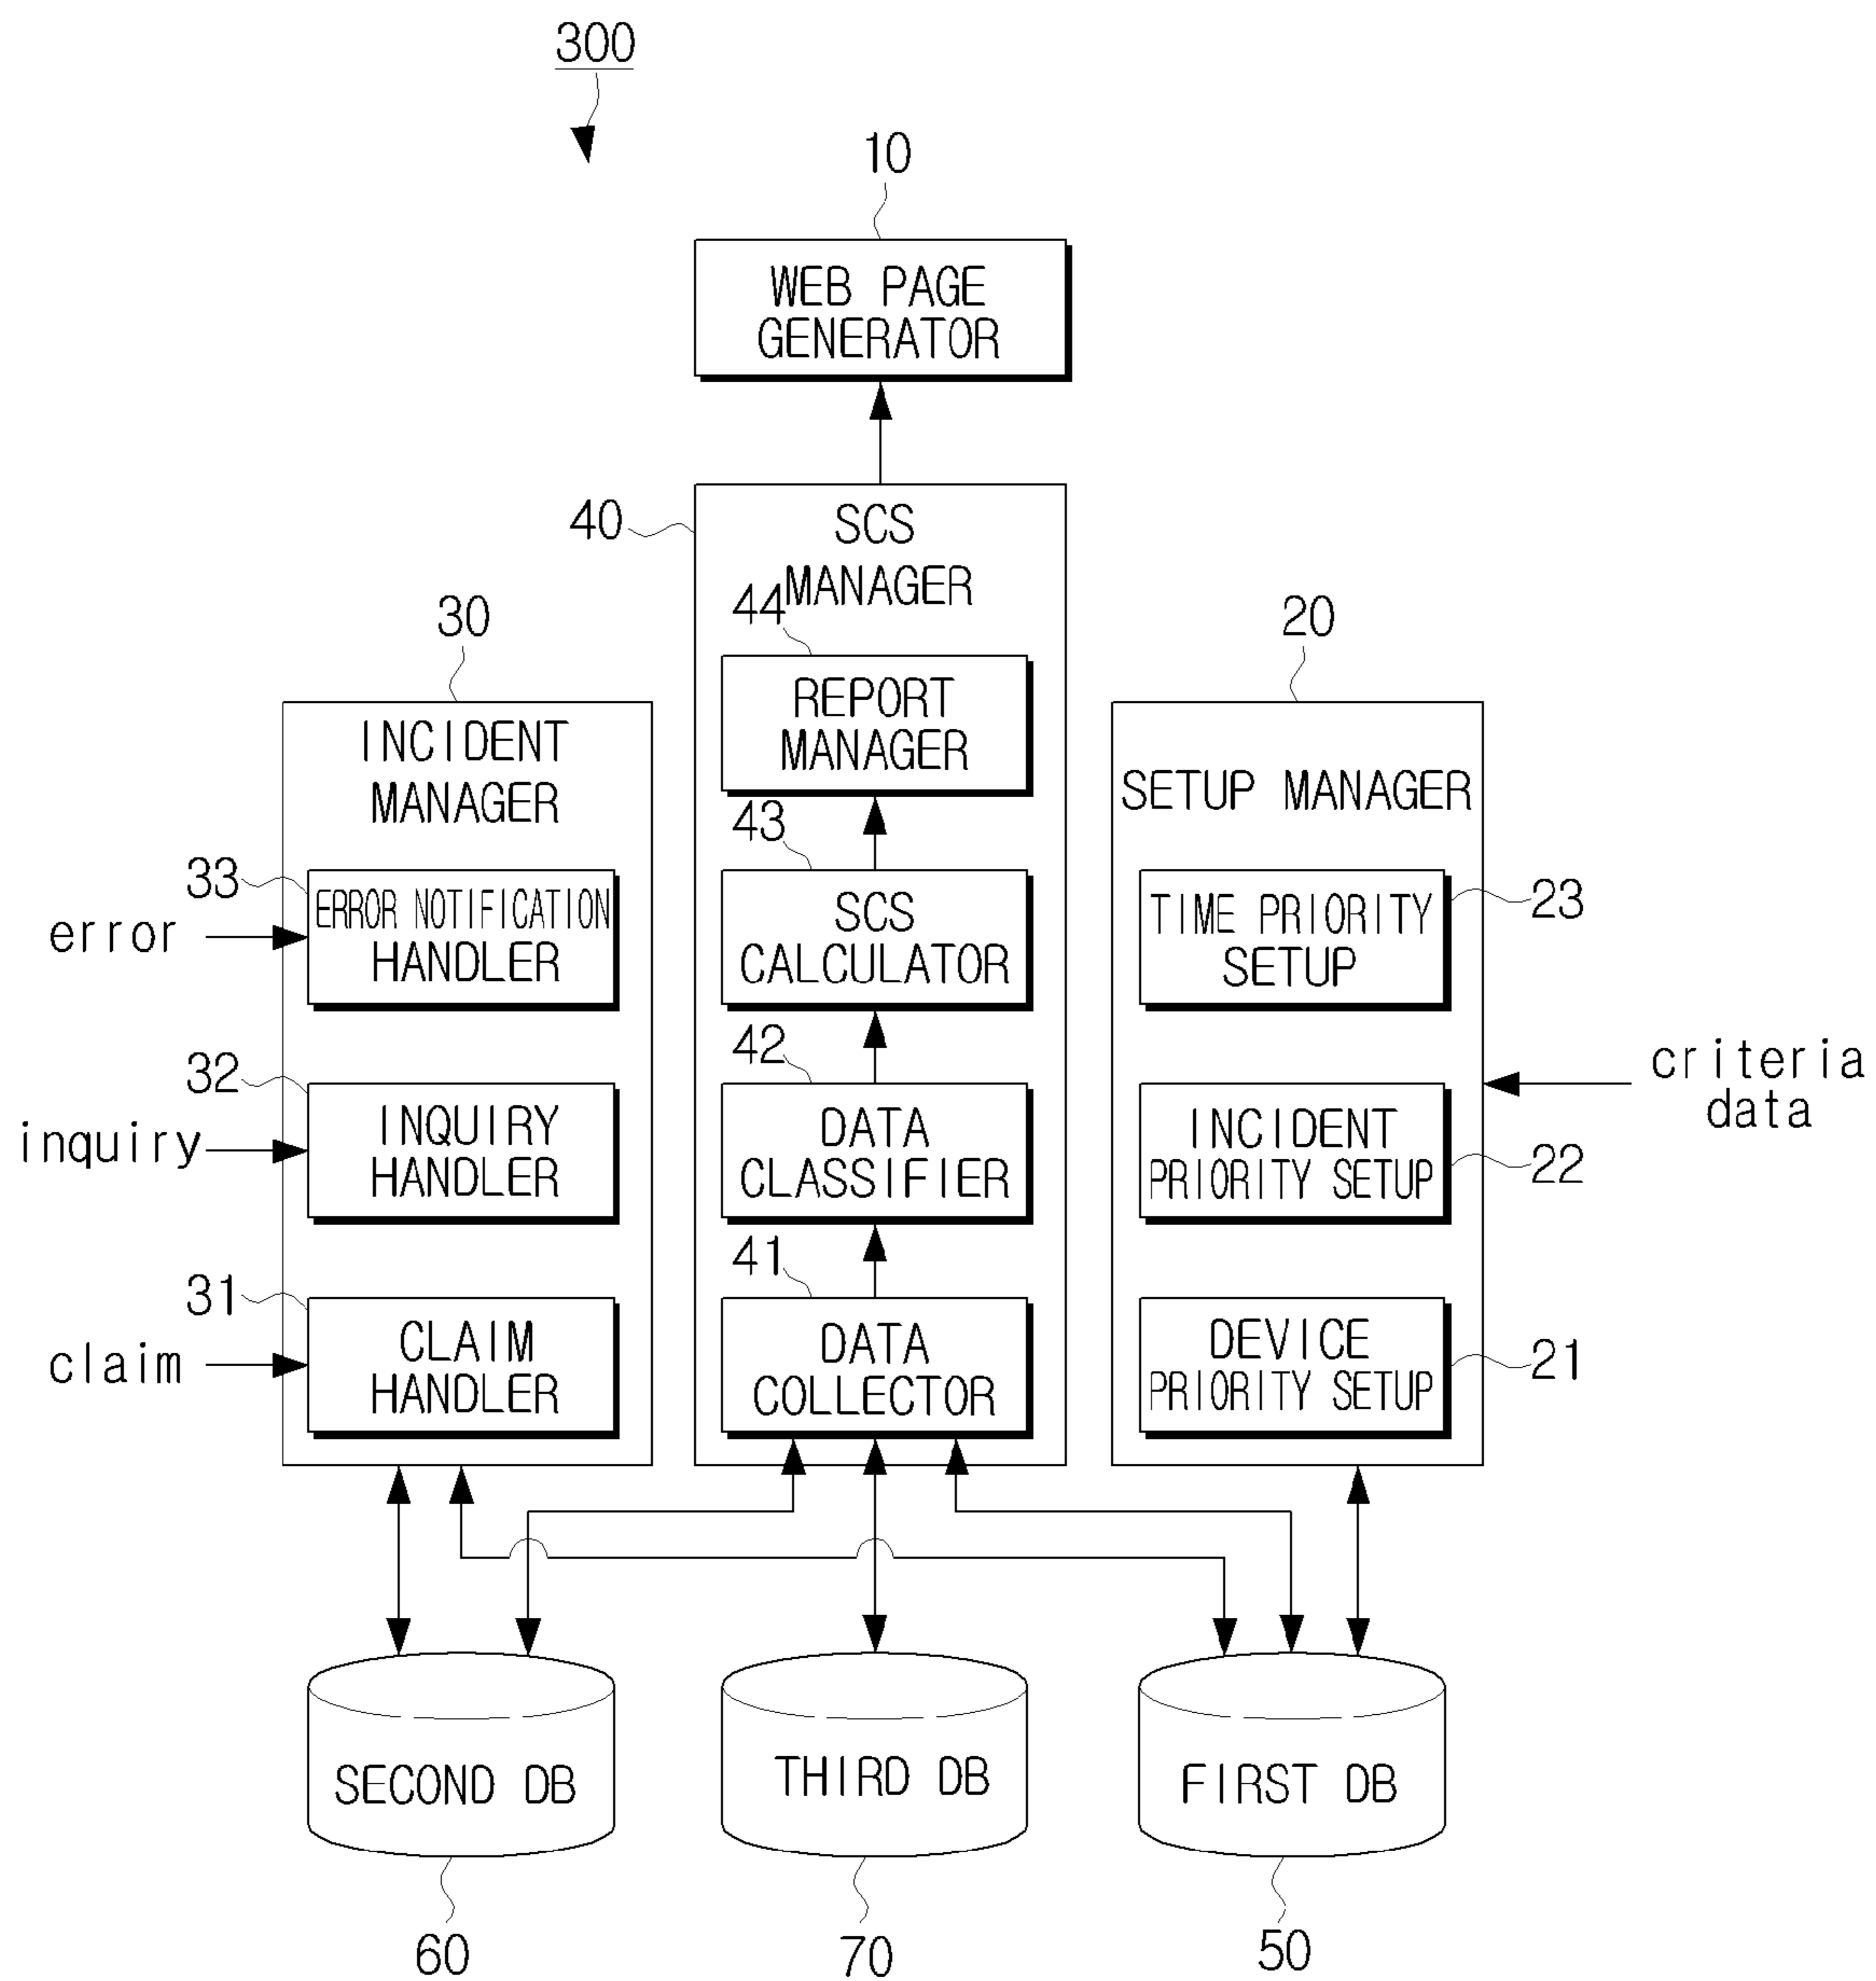 300
10
WEB PAGE
GENERATOR
40
SCS
MANAGER
44
REPORT
MANAGER
43
SCS
CALCULATOR
42
DATA
CLASSIFIER
41
DATA
COLLECTOR
30
INCIDENT
MANAGER
33
ERROR NOTIFICATION
HANDLER
error
32
INQUIRY
HANDLER
inquiry
31
CLAIM
HANDLER
claim
20
SETUP MANAGER
TIME PRIORITY
SETUP
23
criteria
data
INCIDENT
PRIORITY SETUP
22
DEVICE
PRIORITY SETUP
21
SECOND DB
THIRD DB
FIRST DB
60
70
50